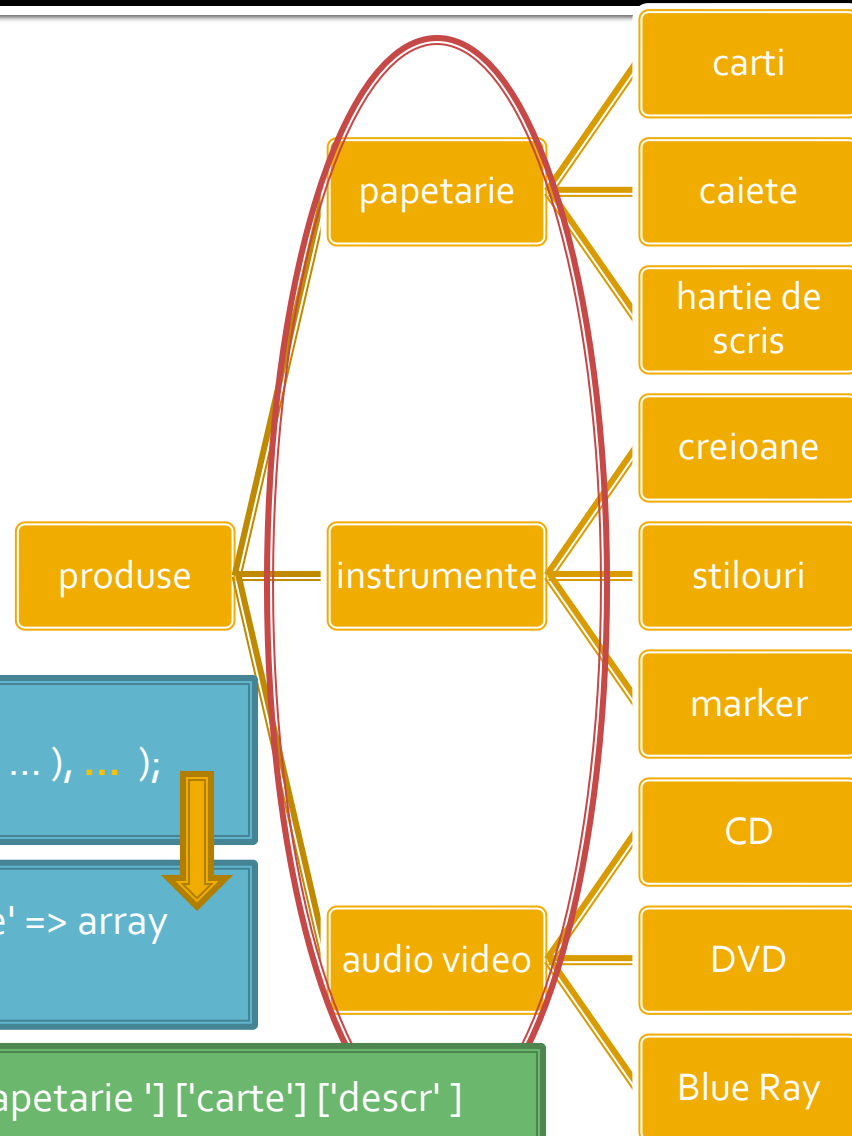 carti
papetarie
caiete
hartie de
scris
creioane
produse
instrumente
stilouri
marker
... ), ... );
CD
e' => array
audio video
DVD
Blue Ray
apetarie '] ['carte'] ['descr' ]